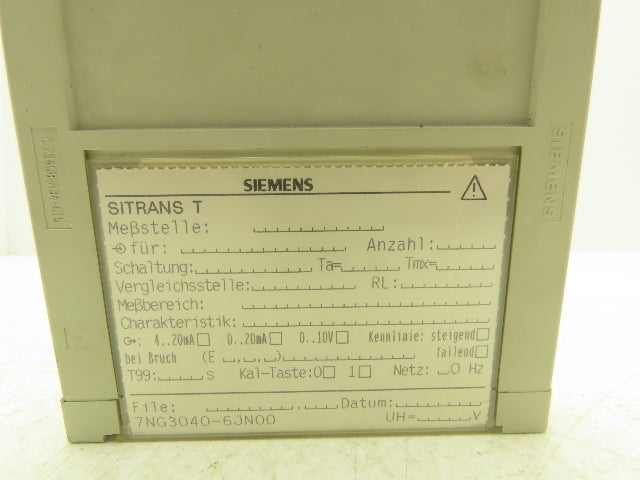 SIEMENS
SIEMENS
SITRANS T
Meßstelle:
für: Anzahl:
Schaltung: Ta= Tmx=
Vergleichsstelle: RL:
Meßbereich:
Charakteristik:
4..20mA 0..20mA 0..10V Kennlinie: steigend
bei Bruch (E , , , ) fallend
T99: s Kal-Taste:0 1 Netz: 0 Hz
File: Datum:
7NG3040-6JN00 UH= V